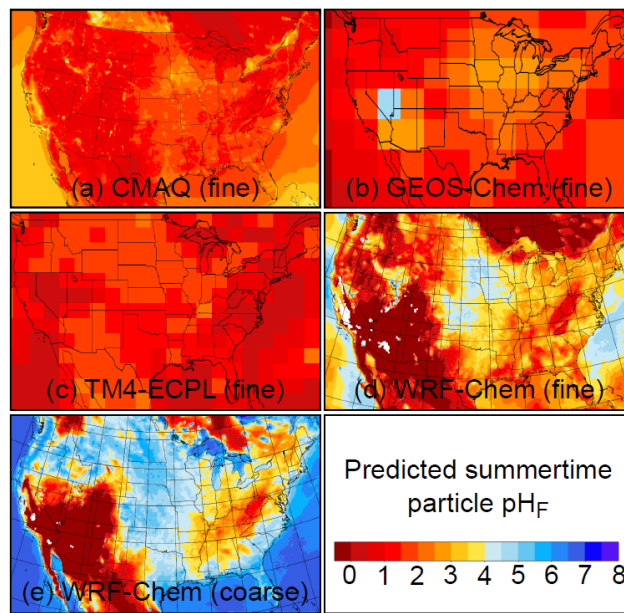 (a) CMAQ (fine)
(b) GEOS-Chem (fine)
(c) TM4-ECPL (fine)
(d) WRF-Chem (fine)
(e) WRF-Chem (coarse)
Predicted summertime
particle pHF
0 1 2 3 4 5 6 7 8